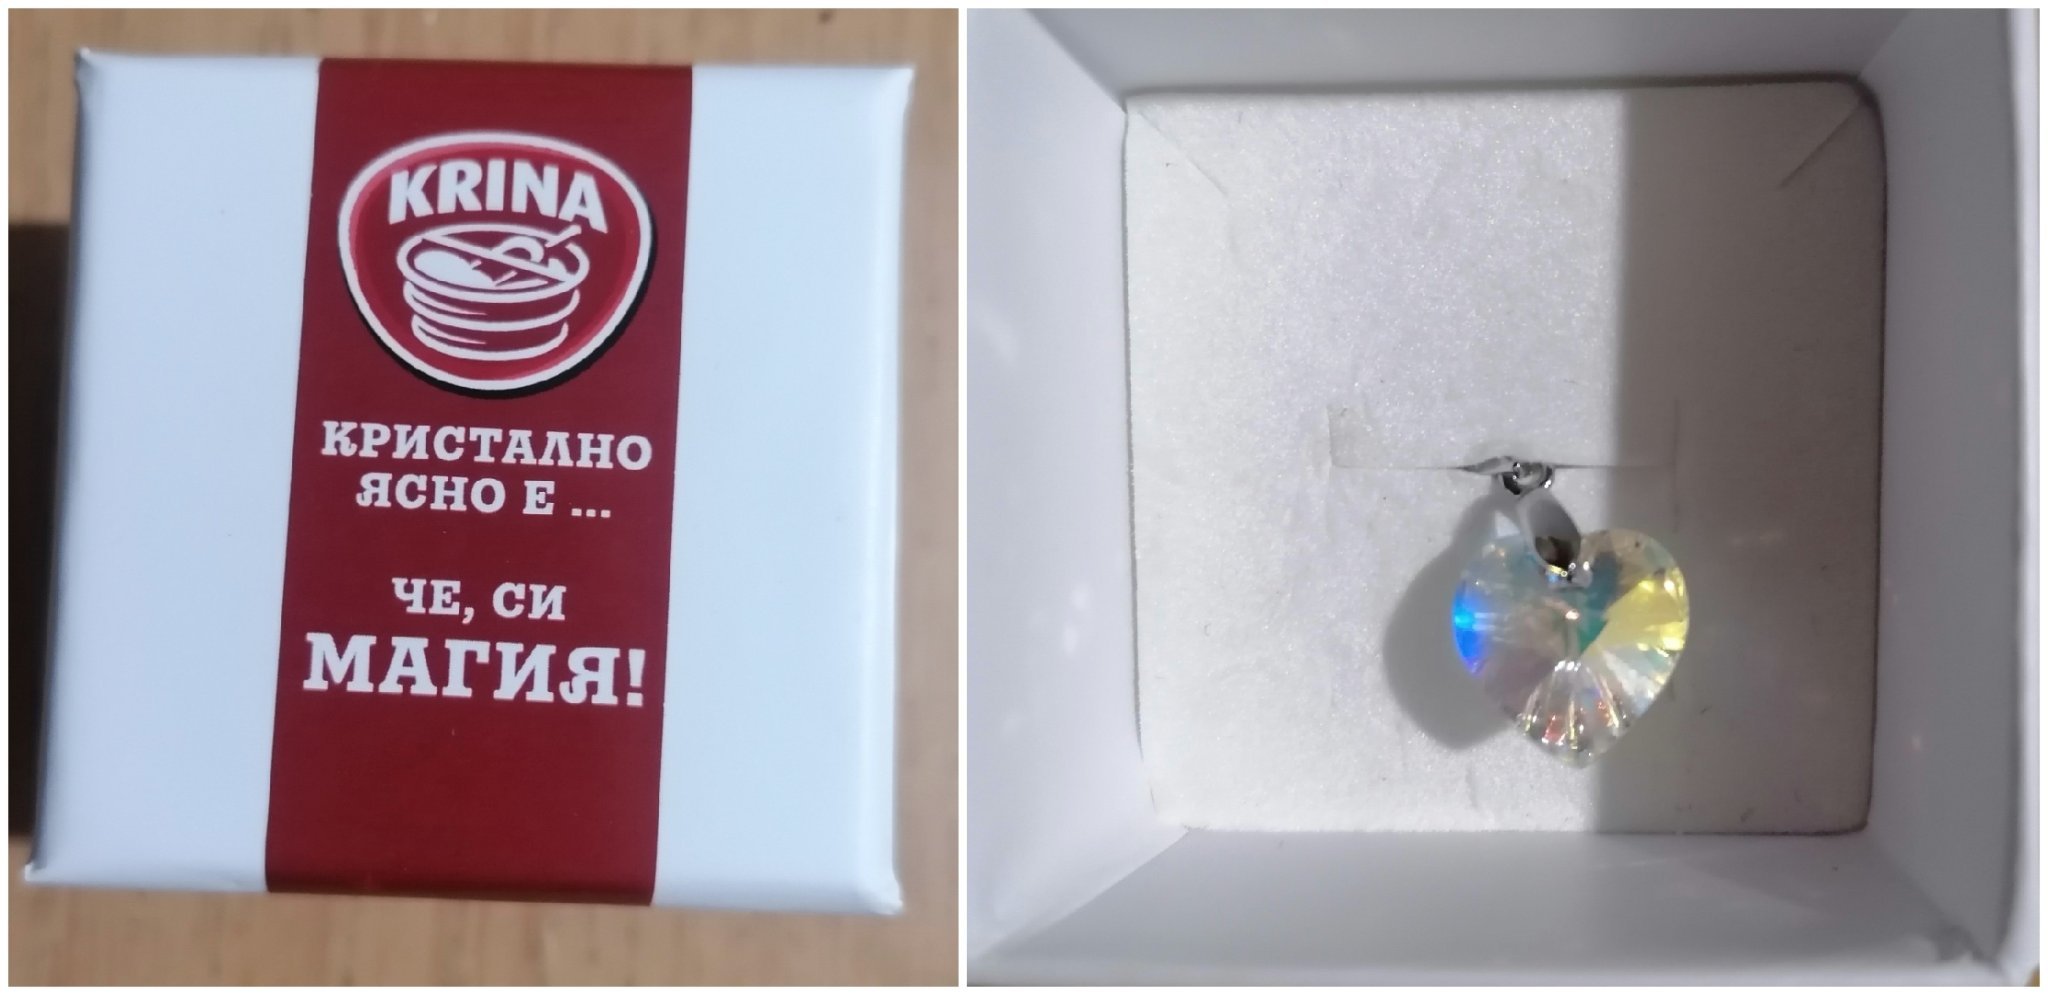 KRINA
КРИСТАЛНО
ЯСНО Е ...
ЧЕ, СИ
МАГИЯ!